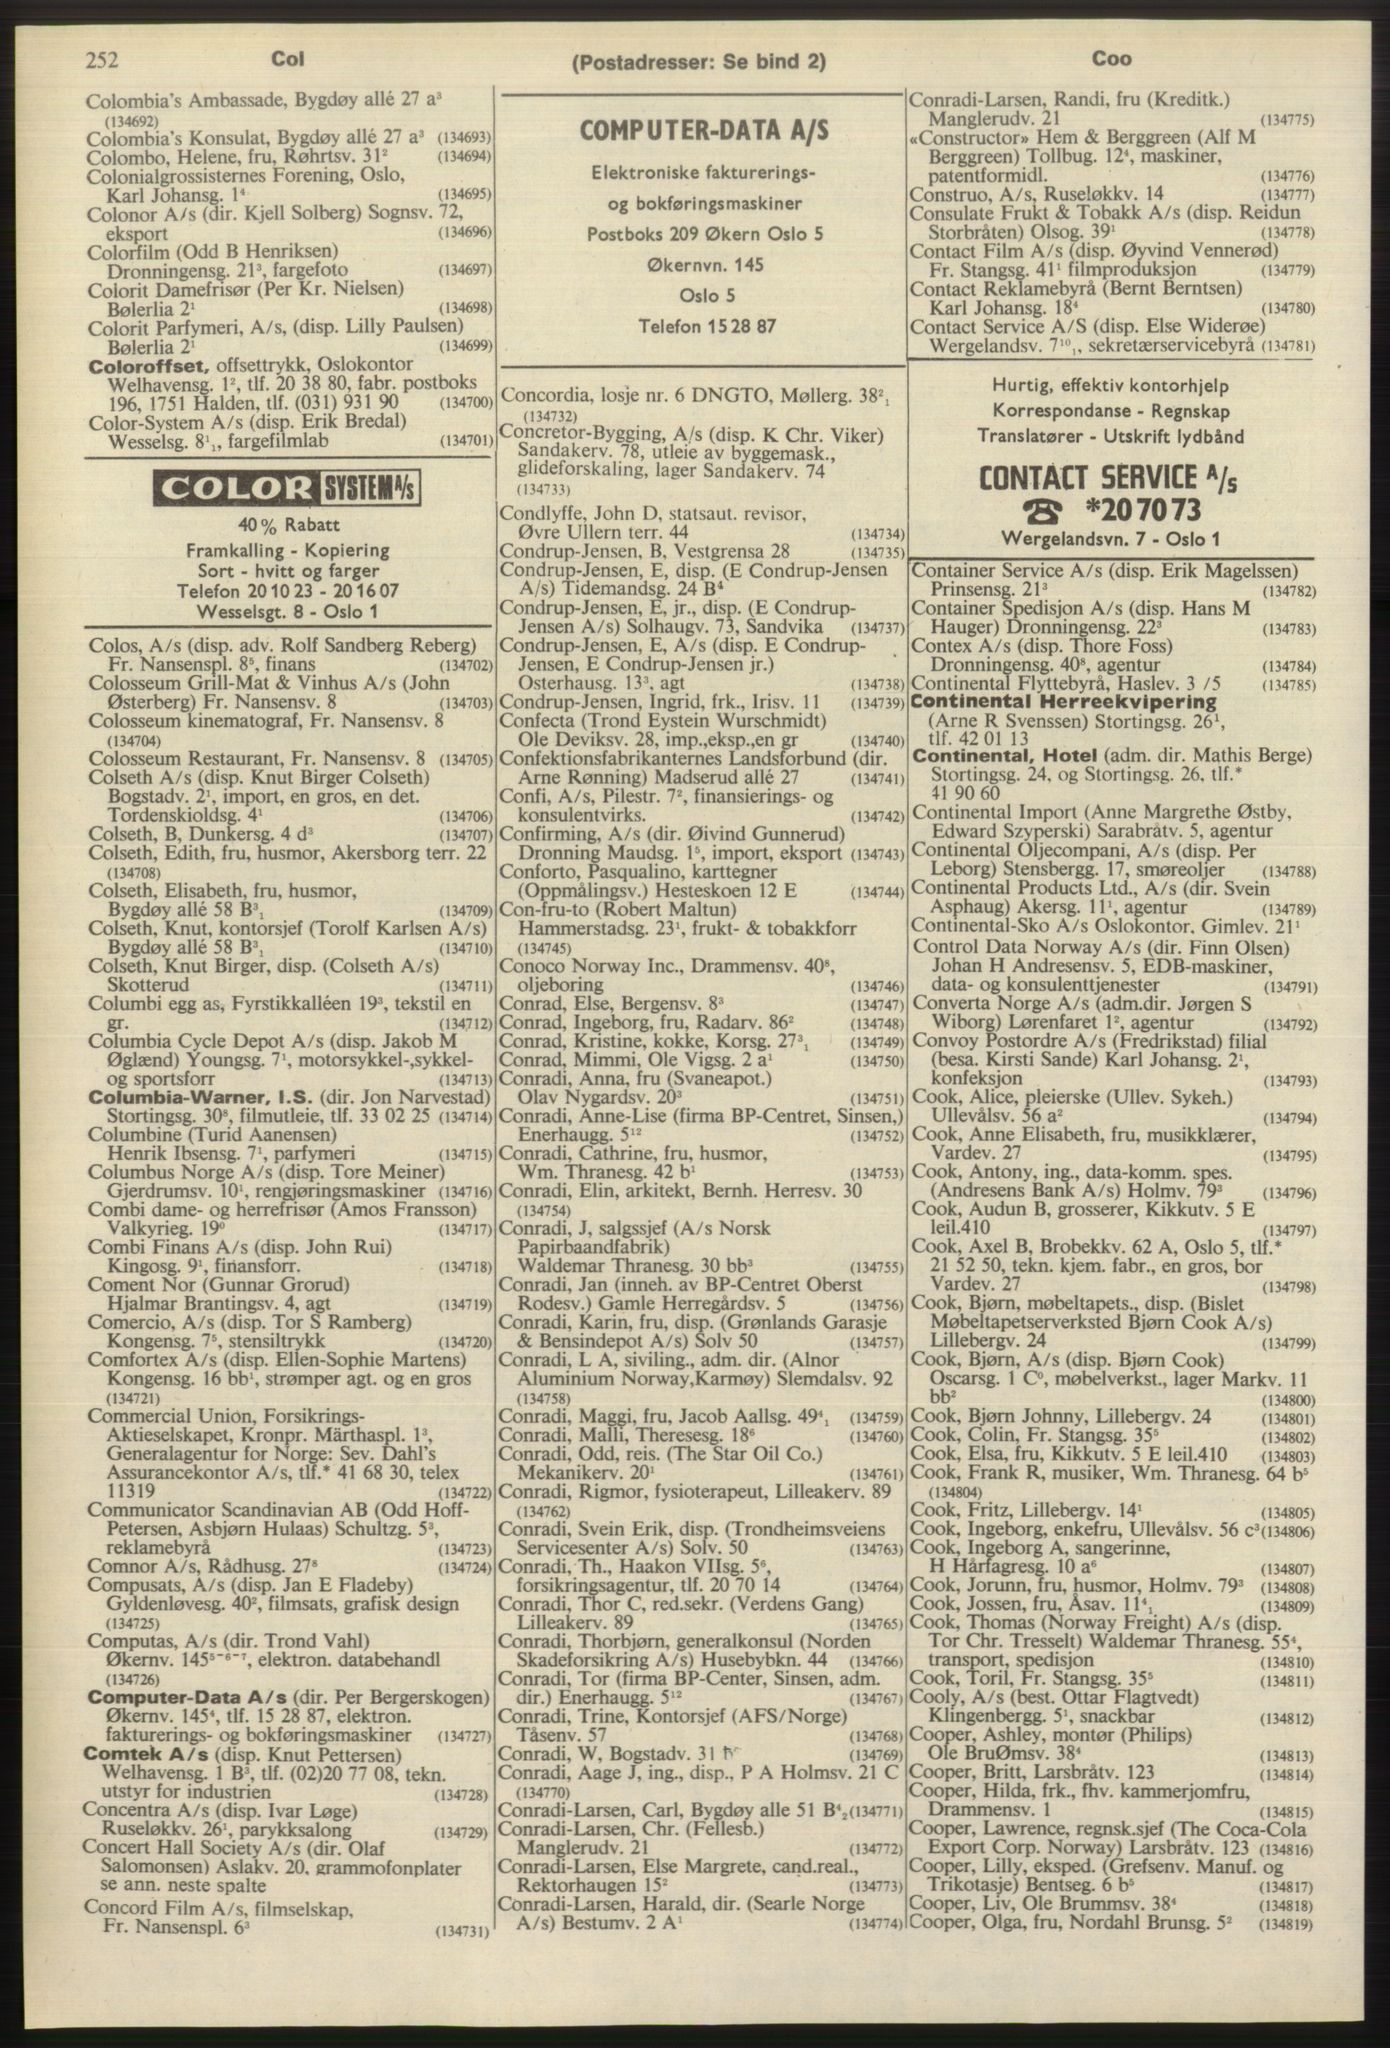 252
Col
(Postadresser: Se bind 2)
Coo
Colombia's Ambassade, Bygdøy allé 27 a³
(134692)
Colombia's Konsulat, Bygdøy allé 27 a³ (134693)
Colombo, Helene, fru, Røhrtsv. 31² (134694)
Colonialgrossisternes Forening, Oslo,
Karl Johansg. 1⁴ (134695)
Colonor A/s (dir. Kjell Solberg) Sognsv. 72,
eksport (134696)
Colorfilm (Odd B Henriksen)
Dronningensg. 21³, fargefoto (134697)
Colorit Damefrisør (Per Kr. Nielsen)
Bølerlia 2¹ (134698)
Colorit Parfymeri, A/s, (disp. Lilly Paulsen)
Bølerlia 2¹ (134699)
Coloroffset, offsettrykk, Oslokontor
Welhavensg. 1², tlf. 20 38 80, fabr. postboks
196, 1751 Halden, tlf. (031) 931 90 (134700)
Color-System A/s (disp. Erik Bredal)
Wesselsg. 8¹₁, fargefilmlab (134701)
COLOR SYSTEM A/s
40 % Rabatt
Framkalling - Kopiering
Sort - hvitt og farger
Telefon 20 10 23 - 20 16 07
Wesselsgt. 8 - Oslo 1
Colos, A/s (disp. adv. Rolf Sandberg Reberg)
Fr. Nansenspl. 8⁵, finans (134702)
Colosseum Grill-Mat & Vinhus A/s (John
Østerberg) Fr. Nansensv. 8 (134703)
Colosseum kinematograf, Fr. Nansensv. 8
(134704)
Colosseum Restaurant, Fr. Nansensv. 8 (134705)
Colseth A/s (disp. Knut Birger Colseth)
Bogstadv. 2¹, import, en gros, en det.
Tordenskioldsg. 4¹ (134706)
Colseth, B, Dunkersg. 4 d³ (134707)
Colseth, Edith, fru, husmor, Akersborg terr. 22
(134708)
Colseth, Elisabeth, fru, husmor,
Bygdøy allé 58 B³₁ (134709)
Colseth, Knut, kontorsjef (Torolf Karlsen A/s)
Bygdøy allé 58 B³₁ (134710)
Colseth, Knut Birger, disp. (Colseth A/s)
Skotterud (134711)
Columbi egg as, Fyrstikkalléen 19³, tekstil en
gr. (134712)
Columbia Cycle Depot A/s (disp. Jakob M
Øglænd) Youngsg. 7¹, motorsykkel-,sykkel-
og sportsforr (134713)
Columbia-Warner, I.S. (dir. Jon Narvestad)
Stortingsg. 30⁸, filmutleie, tlf. 33 02 25 (134714)
Columbine (Turid Aanensen)
Henrik Ibsensg. 7¹, parfymeri (134715)
Columbus Norge A/s (disp. Tore Meiner)
Gjerdrumsv. 10¹, rengjøringsmaskiner (134716)
Combi dame- og herrefrisør (Amos Fransson)
Valkyrieg. 19⁰ (134717)
Combi Finans A/s (disp. John Rui)
Kingosg. 9¹, finansforr. (134718)
Coment Nor (Gunnar Grorud)
Hjalmar Brantingsv. 4, agt (134719)
Comercio, A/s (disp. Tor S Ramberg)
Kongensg. 7⁵, stensiltrykk (134720)
Comfortex A/s (disp. Ellen-Sophie Martens)
Kongensg. 16 bb¹, strømper agt. og en gros
(134721)
Commercial Union, Forsikrings-
Aktieselskapet, Kronpr. Märthaspl. 1³,
Generalagentur for Norge: Sev. Dahl's
Assurancekontor A/s, tlf.* 41 68 30, telex
11319 (134722)
Communicator Scandinavian AB (Odd Hoff-
Petersen, Asbjørn Hulaas) Schultzg. 5³,
reklamebyrå (134723)
Comnor A/s, Rådhusg. 27⁸ (134724)
Compusats, A/s (disp. Jan E Fladeby)
Gyldenløvesg. 40², filmsats, grafisk design
(134725)
Computas, A/s (dir. Trond Vahl)
Økernv. 145⁵⁻⁶⁻⁷, elektron. databehandl
(134726)
Computer-Data A/s (dir. Per Bergerskogen)
Økernv. 145⁴, tlf. 15 28 87, elektron.
fakturerings- og bokføringsmaskiner (134727)
Comtek A/s (disp. Knut Pettersen)
Welhavensg. 1 B³, tlf. (02)20 77 08, tekn.
utstyr for industrien (134728)
Concentra A/s (disp. Ivar Løge)
Ruseløkkv. 26¹, parykksalong (134729)
Concert Hall Society A/s (dir. Olaf
Salomonsen) Aslakv. 20, grammofonplater
se ann. neste spalte
Concord Film A/s, filmselskap,
Fr. Nansenspl. 6³ (134731)
COMPUTER-DATA A/S
Elektroniske fakturerings-
og bokføringsmaskiner
Postboks 209 Økern Oslo 5
Økernvn. 145
Oslo 5
Telefon 15 28 87
Concordia, losje nr. 6 DNGTO, Møllerg. 38²₁
(134732)
Concretor-Bygging, A/s (disp. K Chr. Viker)
Sandakerv. 78, utleie av byggemask.,
glideforskaling, lager Sandakerv. 74
(134733)
Condlyffe, John D, statsaut. revisor,
Øvre Ullern terr. 44 (134734)
Condrup-Jensen, B, Vestgrensa 28 (134735)
Condrup-Jensen, E, disp. (E Condrup-Jensen
A/s) Tidemandsg. 24 B⁴
Condrup-Jensen, E, jr., disp. (E Condrup-
Jensen A/s) Solhaugv. 73, Sandvika (134737)
Condrup-Jensen, E, A/s (disp. E Condrup-
Jensen, E Condrup-Jensen jr.)
Osterhausg. 13³, agt (134738)
Condrup-Jensen, Ingrid, frk., Irisv. 11 (134739)
Confecta (Trond Eystein Wurschmidt)
Ole Deviksv. 28, imp.,eksp.,en gr (134740)
Confektionsfabrikanternes Landsforbund (dir.
Arne Rønning) Madserud allé 27 (134741)
Confi, A/s, Pilestr. 7², finansierings- og
konsulentvirks. (134742)
Confirming, A/s (dir. Øivind Gunnerud)
Dronning Maudsg. 1⁵, import, eksport (134743)
Conforto, Pasqualino, karttegner
(Oppmålingsv.) Hesteskoen 12 E (134744)
Con-fru-to (Robert Maltun)
Hammerstadsg. 23¹, frukt- & tobakkforr
(134745)
Conoco Norway Inc., Drammensv. 40⁸,
oljeboring (134746)
Conrad, Else, Bergensv. 8³ (134747)
Conrad, Ingeborg, fru, Radarv. 86² (134748)
Conrad, Kristine, kokke, Korsg. 27³₁ (134749)
Conrad, Mimmi, Ole Vigsg. 2 a¹ (134750)
Conradi, Anna, fru (Svaneapot.)
Olav Nygardsv. 20³ (134751)
Conradi, Anne-Lise (firma BP-Centret, Sinsen,)
Enerhaugg. 5¹² (134752)
Conradi, Cathrine, fru, husmor,
Wm. Thranesg. 42 b¹ (134753)
Conradi, Elin, arkitekt, Bernh. Herresv. 30
(134754)
Conradi, J, salgssjef (A/s Norsk
Papirbaandfabrik)
Waldemar Thranesg. 30 bb³ (134755)
Conradi, Jan (inneh. av BP-Centret Oberst
Rodesv.) Gamle Herregårdsv. 5 (134756)
Conradi, Karin, fru, disp. (Grønlands Garasje
& Bensindepot A/s) Solv 50 (134757)
Conradi, L A, siviling., adm. dir. (Alnor
Aluminium Norway,Karmøy) Slemdalsv. 92
(134758)
Conradi, Maggi, fru, Jacob Aallsg. 49⁴₁ (134759)
Conradi, Malli, Theresesg. 18⁶ (134760)
Conradi, Odd, reis. (The Star Oil Co.)
Mekanikerv. 20¹ (134761)
Conradi, Rigmor, fysioterapeut, Lilleakerv. 89
(134762)
Conradi, Svein Erik, disp. (Trondheimsveiens
Servicesenter A/s) Solv. 50 (134763)
Conradi, Th., Haakon VIIsg. 5⁶,
forsikringsagentur, tlf. 20 70 14 (134764)
Conradi, Thor C, red.sekr. (Verdens Gang)
Lilleakerv. 89 (134765)
Conradi, Thorbjørn, generalkonsul (Norden
Skadeforsikring A/s) Husebybkn. 44 (134766)
Conradi, Tor (firma BP-Center, Sinsen, adm.
dir.) Enerhaugg. 5¹² (134767)
Conradi, Trine, Kontorsjef (AFS/Norge)
Tåsenv. 57 (134768)
Conradi, W, Bogstadv. 31 (134769)
Conradi, Aage J, ing., disp., P A Holmsv. 21 C
(134770)
Conradi-Larsen, Carl, Bygdøy alle 51 B⁴₂(134771)
Conradi-Larsen, Chr. (Fellesb.)
Manglerudv. 21 (134772)
Conradi-Larsen, Else Margrete, cand.real.,
Rektorhaugen 15² (134773)
Conradi-Larsen, Harald, dir. (Searle Norge
A/s) Bestumv. 2 A¹ (134774)
Conradi-Larsen, Randi, fru (Kreditk.)
Manglerudv. 21 (134775)
«Constructor» Hem & Berggreen (Alf M
Berggreen) Tollbug. 12⁴, maskiner,
patentformidl. (134776)
Construo, A/s, Ruseløkkv. 14 (134777)
Consulate Frukt & Tobakk A/s (disp. Reidun
Storbråten) Olsog. 39¹ (134778)
Contact Film A/s (disp. Øyvind Vennerød)
Fr. Stangsg. 41¹ filmproduksjon (134779)
Contact Reklamebyrå (Bernt Berntsen)
Karl Johansg. 18⁴ (134780)
Contact Service A/S (disp. Else Widerøe)
Wergelandsv. 7¹⁰₁, sekretærservicebyrå (134781)
Hurtig, effektiv kontorhjelp
Korrespondanse - Regnskap
Translatører - Utskrift lydbånd
CONTACT SERVICE A/s
☎ *20 70 73
Wergelandsvn. 7 - Oslo 1
Container Service A/s (disp. Erik Magelssen)
Prinsensg. 21³ (134782)
Container Spedisjon A/s (disp. Hans M
Hauger) Dronningensg. 22³ (134783)
Contex A/s (disp. Thore Foss)
Dronningensg. 40⁸, agentur (134784)
Continental Flyttebyrå, Haslev. 3 /5 (134785)
Continental Herreekvipering
(Arne R Svenssen) Stortingsg. 26¹,
tlf. 42 01 13
Continental, Hotel (adm. dir. Mathis Berge)
Stortingsg. 24, og Stortingsg. 26, tlf.*
41 90 60
Continental Import (Anne Margrethe Østby,
Edward Szyperski) Sarabråtv. 5, agentur
Continental Oljecompani, A/s (disp. Per
Leborg) Stensbergg. 17, smøreoljer (134788)
Continental Products Ltd., A/s (dir. Svein
Asphaug) Akersg. 11¹, agentur (134789)
Continental-Sko A/s Oslokontor, Gimlev. 21¹
Control Data Norway A/s (dir. Finn Olsen)
Johan H Andresensv. 5, EDB-maskiner,
data- og konsulenttjenester (134791)
Converta Norge A/s (adm.dir. Jørgen S
Wiborg) Lørenfaret 1², agentur (134792)
Convoy Postordre A/s (Fredrikstad) filial
(besa. Kirsti Sande) Karl Johansg. 2¹,
konfeksjon (134793)
Cook, Alice, pleierske (Ullev. Sykeh.)
Ullevålsv. 56 a² (134794)
Cook, Anne Elisabeth, fru, musikklærer,
Vardev. 27 (134795)
Cook, Antony, ing., data-komm. spes.
(Andresens Bank A/s) Holmv. 79³ (134796)
Cook, Audun B, grosserer, Kikkutv. 5 E
leil.410 (134797)
Cook, Axel B, Brobekkv. 62 A, Oslo 5, tlf.*
21 52 50, tekn. kjem. fabr., en gros, bor
Vardev. 27 (134798)
Cook, Bjørn, møbeltapets., disp. (Bislet
Møbeltapetserverksted Bjørn Cook A/s)
Lillebergv. 24 (134799)
Cook, Bjørn, A/s (disp. Bjørn Cook)
Oscarsg. 1 C⁰, møbelverkst., lager Markv. 11
bb² (134800)
Cook, Bjørn Johnny, Lillebergv. 24 (134801)
Cook, Colin, Fr. Stangsg. 35⁵ (134802)
Cook, Elsa, fru, Kikkutv. 5 E leil.410 (134803)
Cook, Frank R, musiker, Wm. Thranesg. 64 b⁵
(134804)
Cook, Fritz, Lillebergv. 14¹ (134805)
Cook, Ingeborg, enkefru, Ullevålsv. 56 c³(134806)
Cook, Ingeborg A, sangerinne,
H Hårfagresg. 10 a⁶ (134807)
Cook, Jorunn, fru, husmor, Holmv. 79³ (134808)
Cook, Jossen, fru, Åsav. 11⁴₁ (134809)
Cook, Thomas (Norway Freight) A/s (disp.
Tor Chr. Tresselt) Waldemar Thranesg. 55⁴,
transport, spedisjon (134810)
Cook, Toril, Fr. Stangsg. 35⁵ (134811)
Cooly, A/s (best. Ottar Flagtvedt)
Klingenbergg. 5¹, snackbar (134812)
Cooper, Ashley, montør (Philips)
Ole BruØmsv. 38⁴ (134813)
Cooper, Britt, Larsbråtv. 123 (134814)
Cooper, Hilda, frk., fhv. kammerjomfru,
Drammensv. 1 (134815)
Cooper, Lawrence, regnsk.sjef (The Coca-Cola
Export Corp. Norway) Larsbråtv. 123 (134816)
Cooper, Lilly, eksped. (Grefsenv. Manuf. og
Trikotasje) Bentseg. 6 b⁵ (134817)
Cooper, Liv, Ole Brummsv. 38⁴ (134818)
Cooper, Olga, fru, Nordahl Brunsg. 5² (134819)